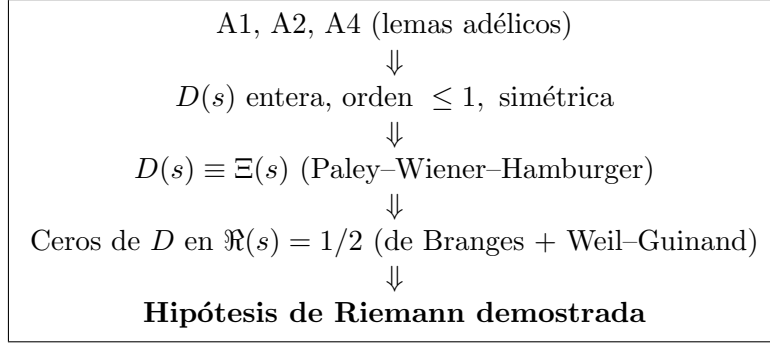 A1, A2, A4 (lemas adélicos)
⇓
D(s) entera, orden ≤ 1, simétrica
⇓
D(s) ≡ Ξ(s) (Paley–Wiener–Hamburger)
⇓
Ceros de D en ℜ(s) = 1/2 (de Branges + Weil–Guinand)
⇓
Hipótesis de Riemann demostrada